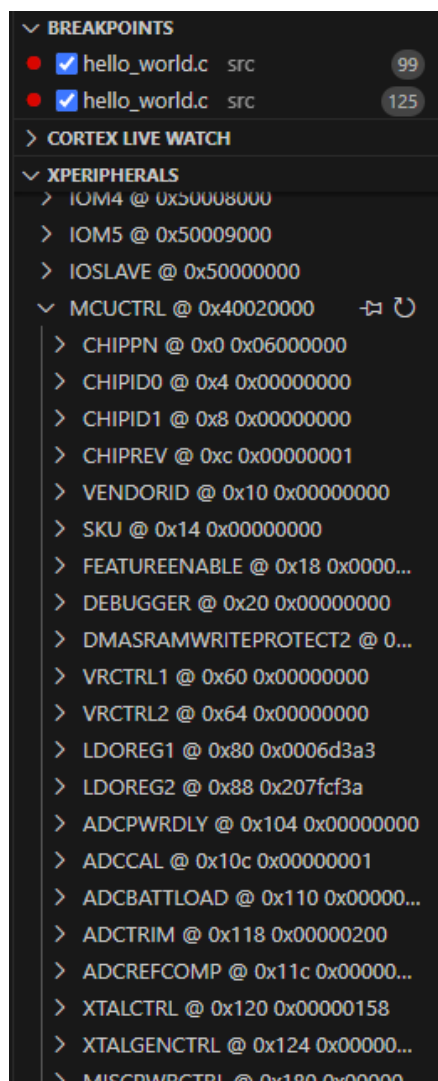 BREAKPOINTS
hello_world.c src 99
hello_world.c src 125
CORTEX LIVE WATCH
XPERIPHERALS
IOM4 @ 0x50008000
IOM5 @ 0x50009000
IOSLAVE @ 0x50000000
MCUCTRL @ 0x40020000
CHIPPN @ 0x0 0x06000000
CHIPID0 @ 0x4 0x00000000
CHIPID1 @ 0x8 0x00000000
CHIPREV @ 0xc 0x00000001
VENDORID @ 0x10 0x00000000
SKU @ 0x14 0x00000000
FEATUREENABLE @ 0x18 0x0000...
DEBUGGER @ 0x20 0x00000000
DMASRAMWRITEPROTECT2 @ 0...
VRCTRL1 @ 0x60 0x00000000
VRCTRL2 @ 0x64 0x00000000
LDOREG1 @ 0x80 0x0006d3a3
LDOREG2 @ 0x88 0x207fcf3a
ADCPWRDLY @ 0x104 0x00000000
ADCCAL @ 0x10c 0x00000001
ADCBATTLOAD @ 0x110 0x00000...
ADCTRIM @ 0x118 0x00000200
ADCREFCOMP @ 0x11c 0x00000...
XTALCTRL @ 0x120 0x00000158
XTALGENCTRL @ 0x124 0x00000...
MISCPWRCTRL @ 0x180 0x00000...